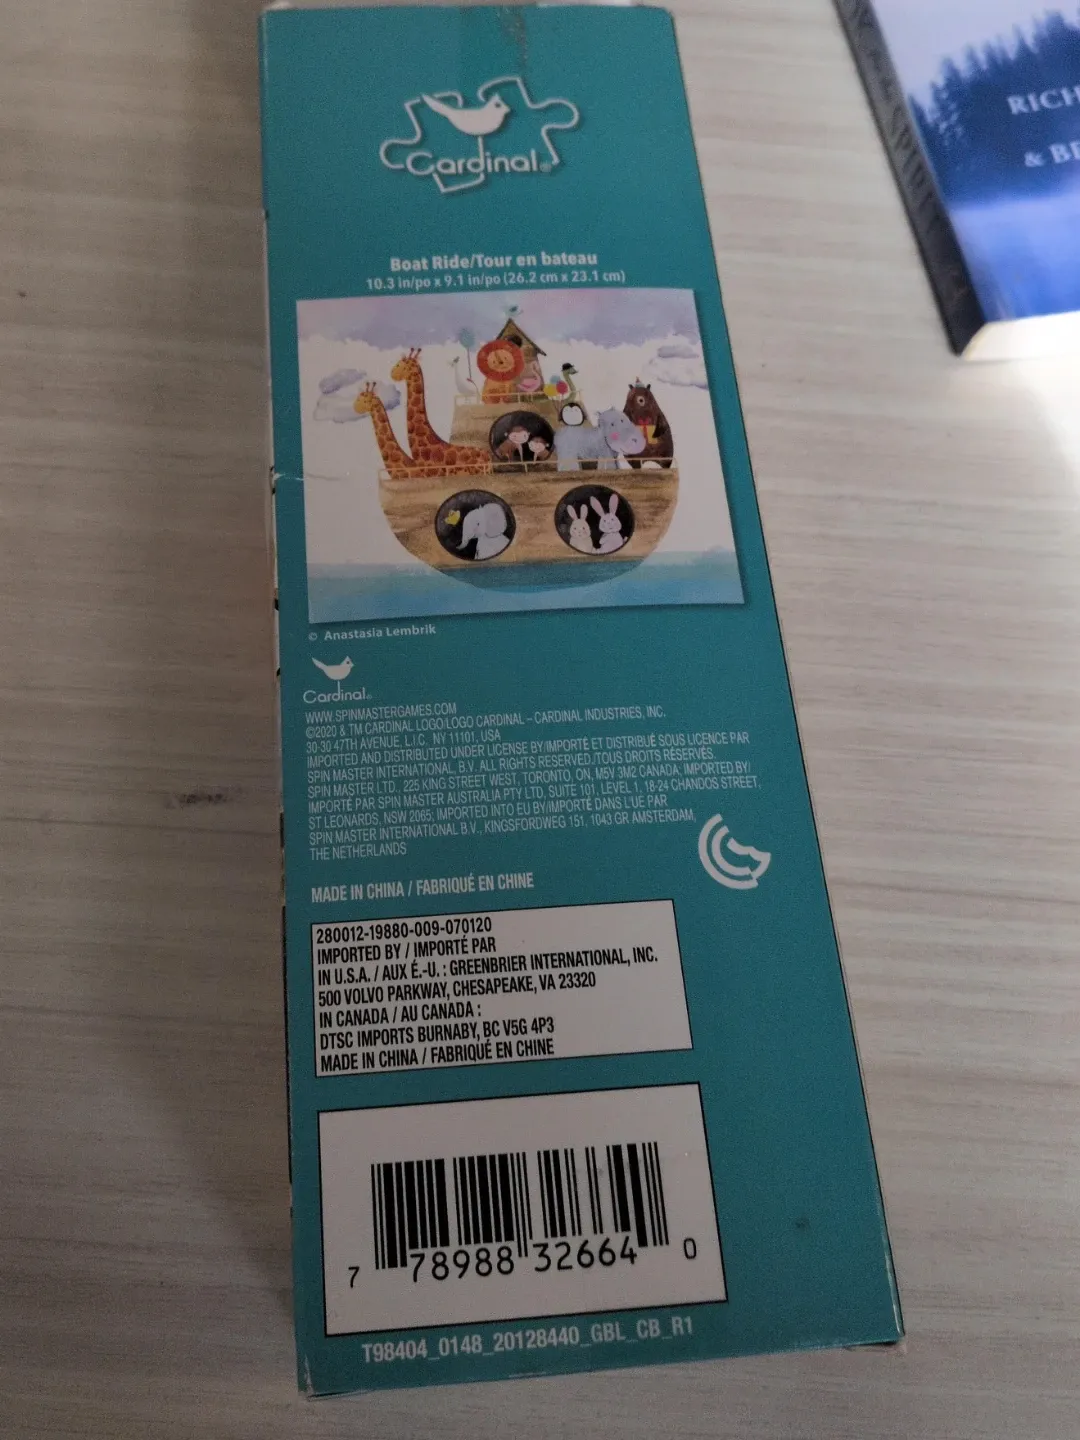 Cardinal®
Boat Ride/Tour en bateau
10.3 in/po x 9.1 in/po (26.2 cm x 23.1 cm)
© Anastasia Lembrik
Cardinal®
WWW.SPINMASTERGAMES.COM
©2020 & TM CARDINAL LOGO/LOGO CARDINAL – CARDINAL INDUSTRIES, INC.
30-30 47TH AVENUE, L.I.C. NY 11101, USA
IMPORTED AND DISTRIBUTED UNDER LICENSE BY/IMPORTÉ ET DISTRIBUÉ SOUS LICENCE PAR
SPIN MASTER INTERNATIONAL, B.V. ALL RIGHTS RESERVED./TOUS DROITS RÉSERVÉS.
SPIN MASTER LTD., 225 KING STREET WEST, TORONTO, ON, M5V 3M2 CANADA; IMPORTED BY/
IMPORTÉ PAR SPIN MASTER AUSTRALIA PTY LTD, SUITE 101, LEVEL 1, 18-24 CHANDOS STREET,
ST LEONARDS, NSW 2065; IMPORTED INTO EU BY/IMPORTÉ DANS L'UE PAR
SPIN MASTER INTERNATIONAL B.V., KINGSFORDWEG 151, 1043 GR AMSTERDAM,
THE NETHERLANDS
MADE IN CHINA / FABRIQUÉ EN CHINE
280012-19880-009-070120
IMPORTED BY / IMPORTÉ PAR
IN U.S.A. / AUX É.-U. : GREENBRIER INTERNATIONAL, INC.
500 VOLVO PARKWAY, CHESAPEAKE, VA 23320
IN CANADA / AU CANADA :
DTSC IMPORTS BURNABY, BC V5G 4P3
MADE IN CHINA / FABRIQUÉ EN CHINE
7 78988 32664 0
T98404_0148_20128440_GBL_CB_R1
RICH
& BE